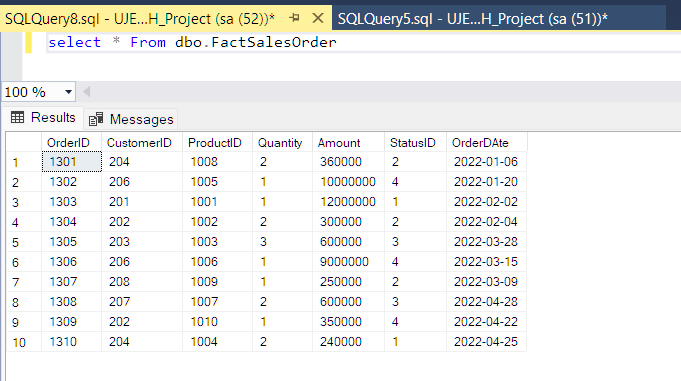 SQLQuery8.sql - UJE...H_Project (sa (52))* SQLQuery5.sql - UJE...H_Project (sa (51))*
select * From dbo.FactSalesOrder
100 %
Results Messages
OrderID CustomerID ProductID Quantity Amount StatusID OrderDAte
1 1301 204 1008 2 360000 2 2022-01-06
2 1302 206 1005 1 10000000 4 2022-01-20
3 1303 201 1001 1 12000000 1 2022-02-02
4 1304 202 1002 2 300000 2 2022-02-04
5 1305 203 1003 3 600000 3 2022-03-28
6 1306 206 1006 1 9000000 4 2022-03-15
7 1307 208 1009 1 250000 2 2022-03-09
8 1308 207 1007 2 600000 3 2022-04-28
9 1309 202 1010 1 350000 4 2022-04-22
10 1310 204 1004 2 240000 1 2022-04-25